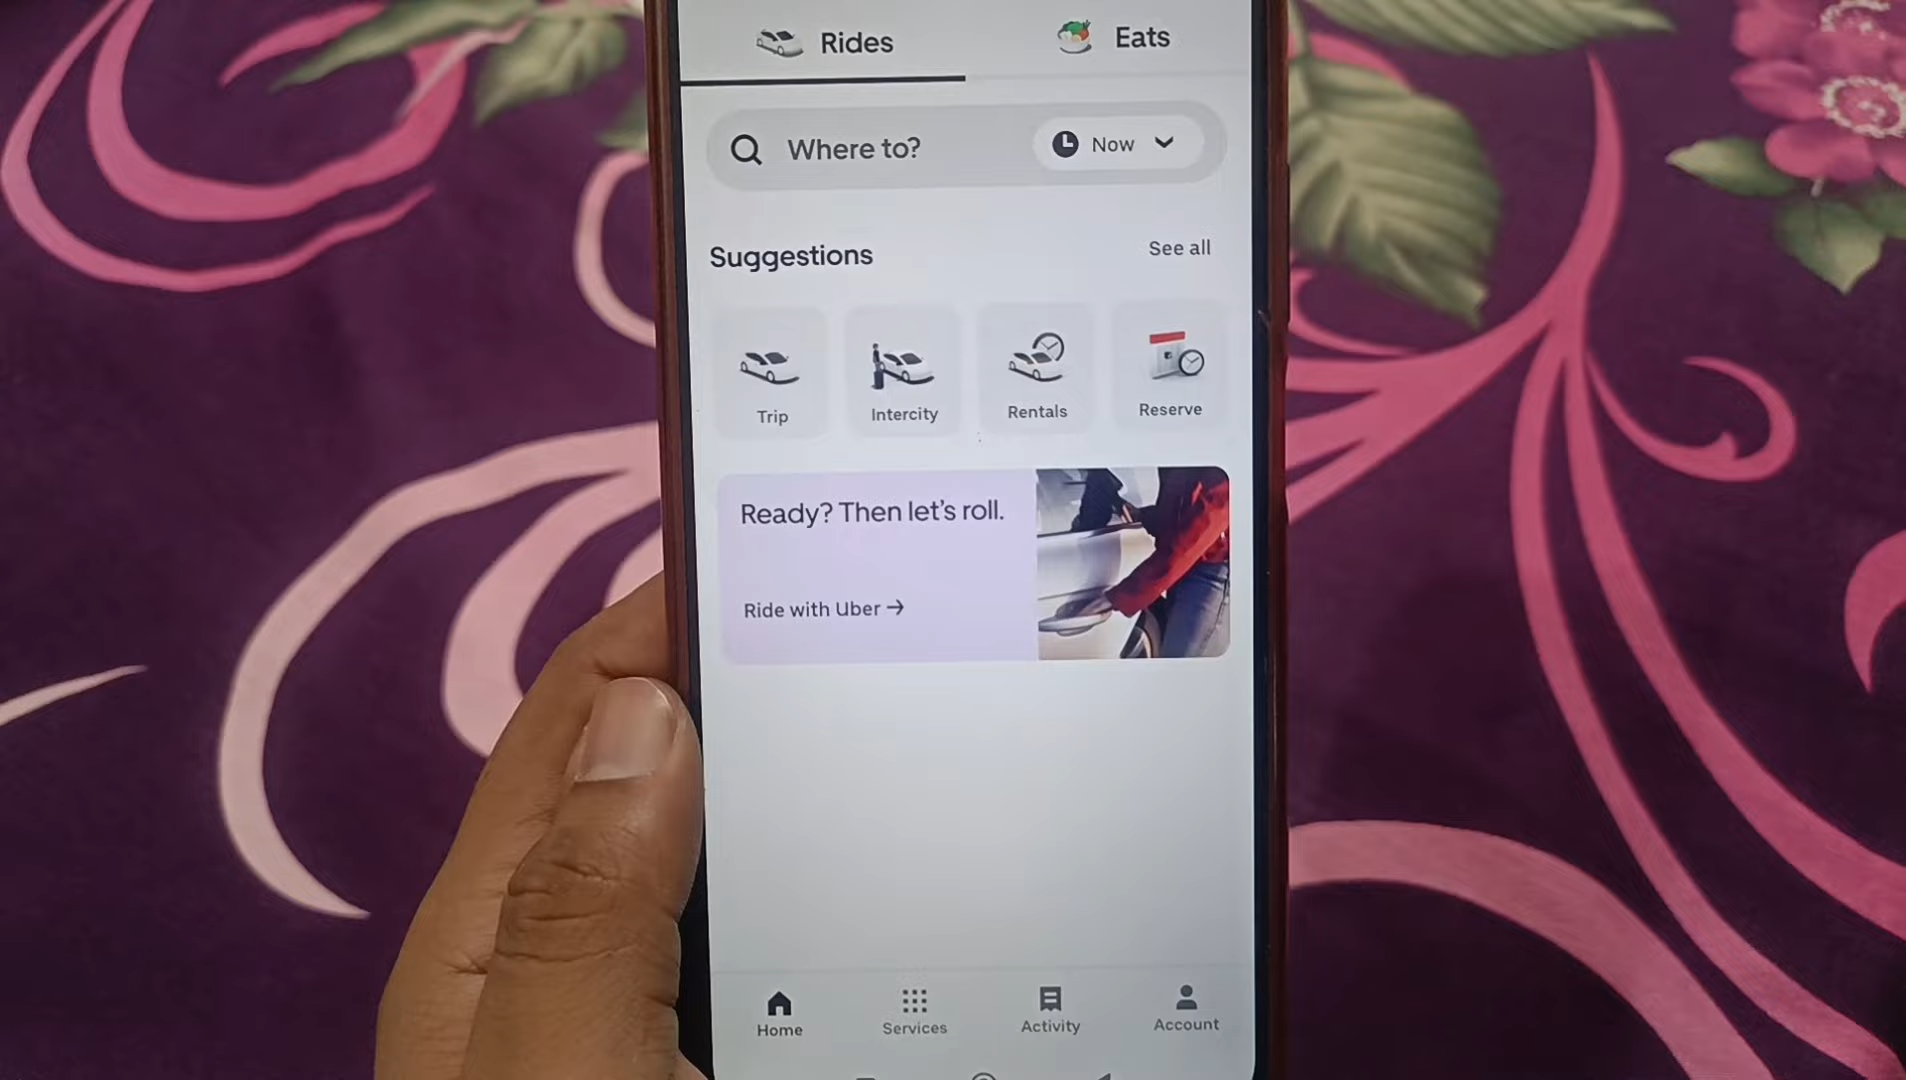 Rides
Eats
Where to?
Now
Suggestions
See all
Trip
Intercity
Rentals
Reserve
Ready? Then let's roll.
Ride with Uber →
Home
Services
Activity
Account